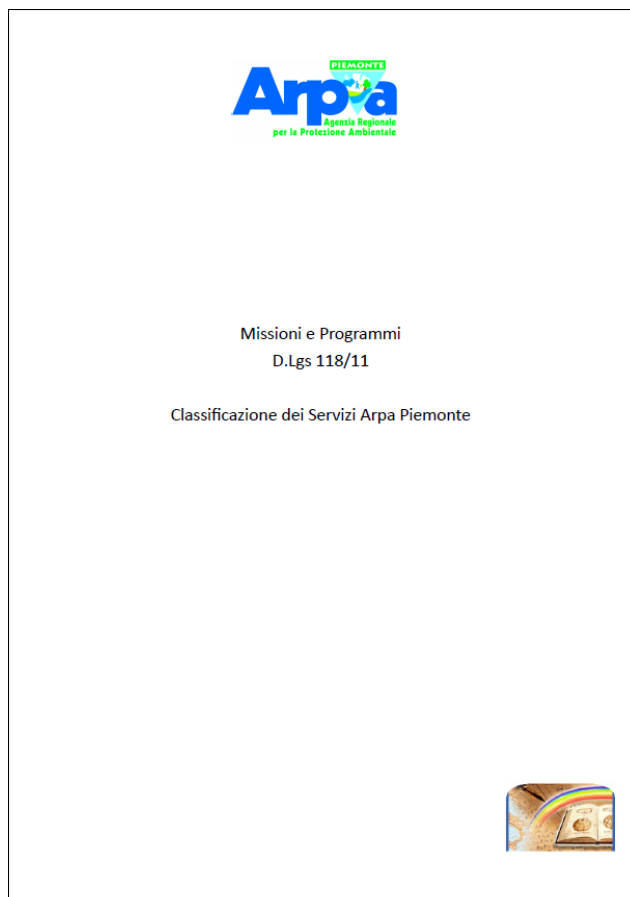 PIEMONTE
Arpa
Agenzia Regionale
per la Protezione Ambientale
Missioni e Programmi
D.Lgs 118/11
Classificazione dei Servizi Arpa Piemonte